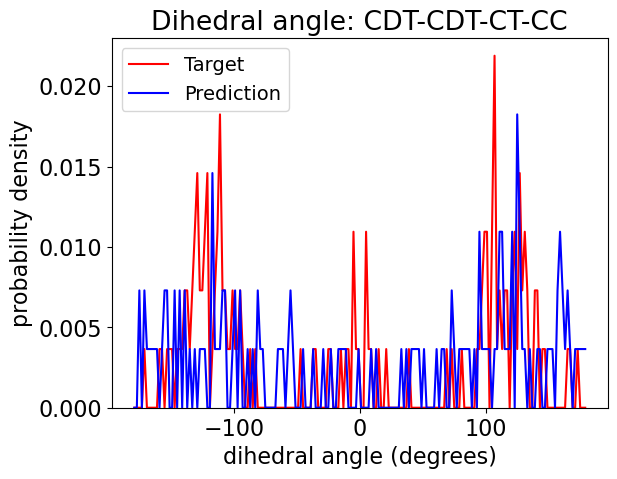 Dihedral angle: CDT-CDT-CT-CC
Target
Prediction
probability density
0.020
0.015
0.010
0.005
0.000
−100
0
100
dihedral angle (degrees)